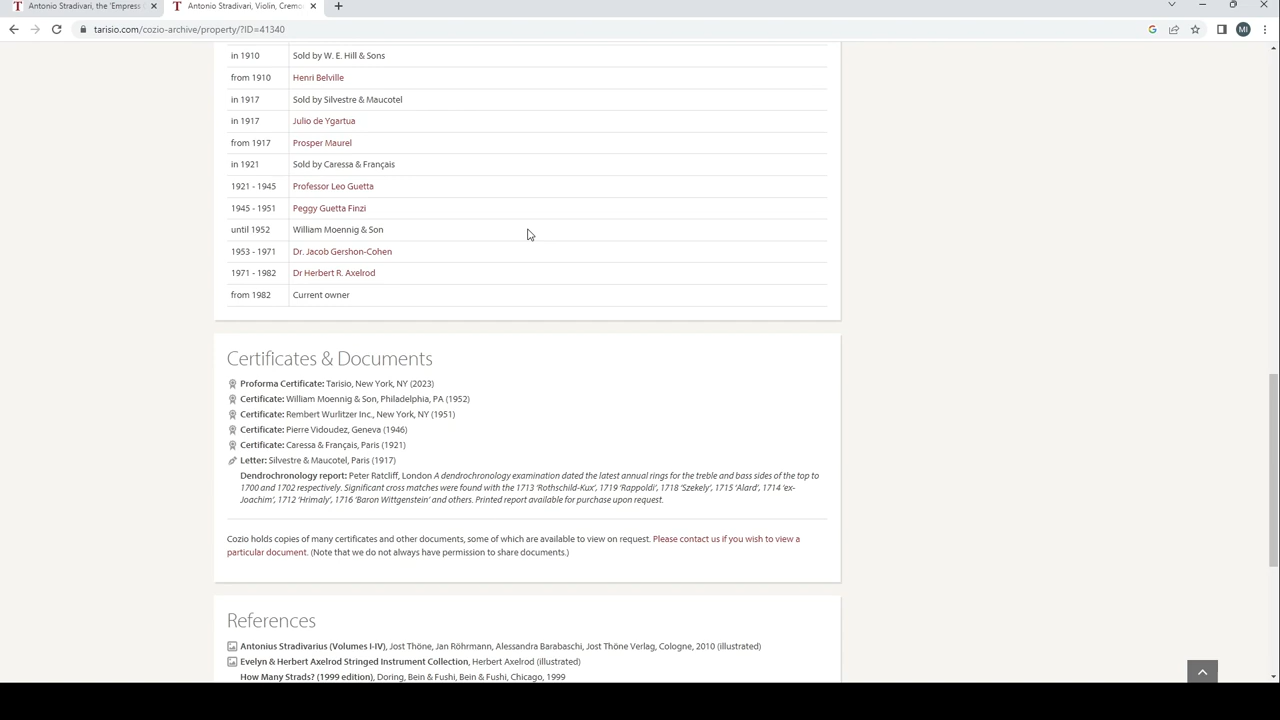 Antonio Stradivari, the 'Empress
Antonio Stradivari, Violin, Cremo
tarisio.com/cozio-archive/property/?ID=41340
MI
in 1910 Sold by W. E. Hill & Sons
from 1910 Henri Belville
in 1917 Sold by Silvestre & Maucotel
in 1917 Julio de Ygartua
from 1917 Prosper Maurel
in 1921 Sold by Caressa & Français
1921 - 1945 Professor Leo Guetta
1945 - 1951 Peggy Guetta Finzi
until 1952 William Moennig & Son
1953 - 1971 Dr. Jacob Gershon-Cohen
1971 - 1982 Dr Herbert R. Axelrod
from 1982 Current owner
Certificates & Documents
Proforma Certificate: Tarisio, New York, NY (2023)
Certificate: William Moennig & Son, Philadelphia, PA (1952)
Certificate: Rembert Wurlitzer Inc., New York, NY (1951)
Certificate: Pierre Vidoudez, Geneva (1946)
Certificate: Caressa & Français, Paris (1921)
Letter: Silvestre & Maucotel, Paris (1917)
Dendrochronology report: Peter Ratcliff, London A dendrochronology examination dated the latest annual rings for the treble and bass sides of the top to
1700 and 1702 respectively. Significant cross matches were found with the 1713 'Rothschild-Kux', 1719 'Rappoldi', 1718 'Szekely', 1715 'Alard', 1714 'ex-
Joachim', 1712 'Hrimaly', 1716 'Baron Wittgenstein' and others. Printed report available for purchase upon request.
Cozio holds copies of many certificates and other documents, some of which are available to view on request. Please contact us if you wish to view a
particular document. (Note that we do not always have permission to share documents.)
References
Antonius Stradivarius (Volumes I-IV), Jost Thöne, Jan Röhrmann, Alessandra Barabaschi, Jost Thöne Verlag, Cologne, 2010 (illustrated)
Evelyn & Herbert Axelrod Stringed Instrument Collection, Herbert Axelrod (illustrated)
How Many Strads? (1999 edition), Doring, Bein & Fushi, Bein & Fushi, Chicago, 1999